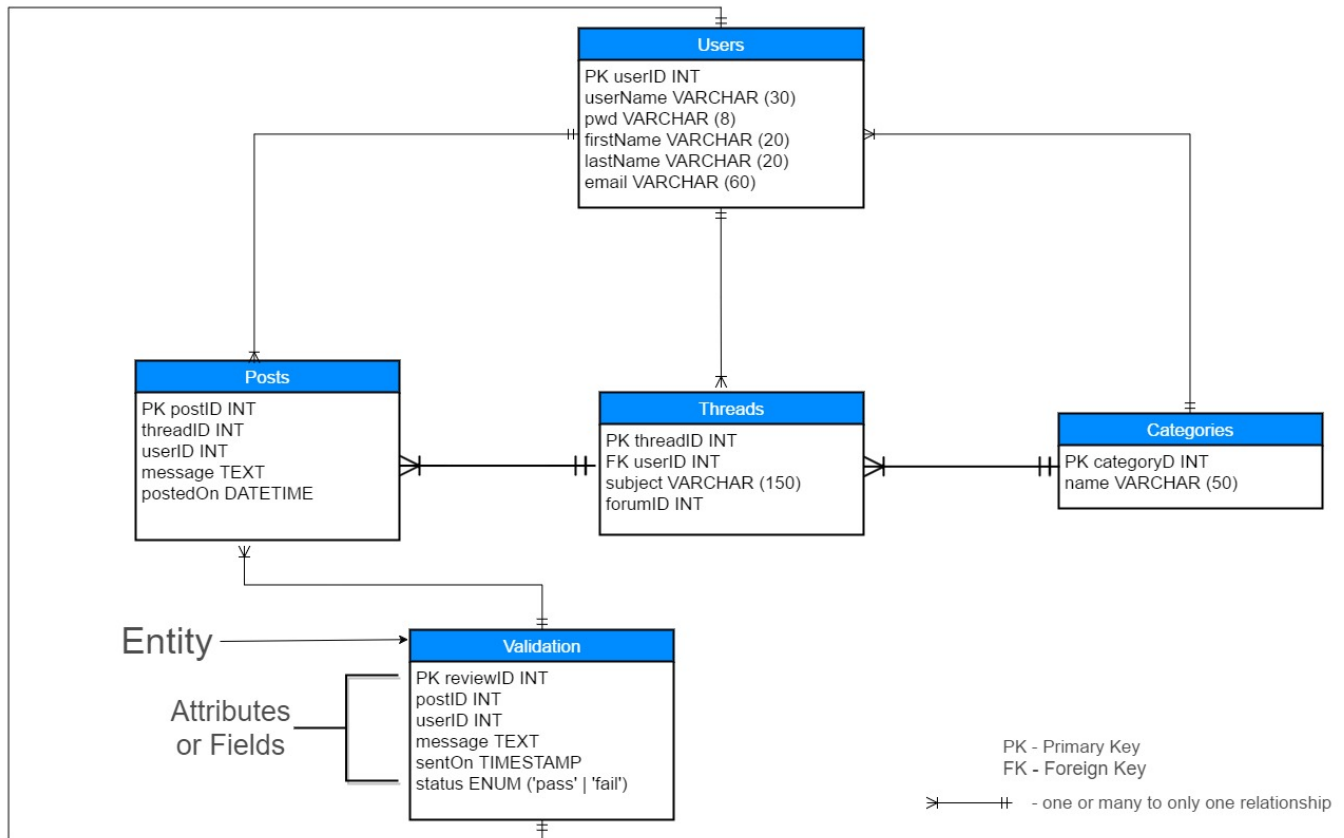 Users
PK userID INT
userName VARCHAR (30)
pwd VARCHAR (8)
firstName VARCHAR (20)
lastName VARCHAR (20)
email VARCHAR (60)
Posts
PK postID INT
threadID INT
userID INT
message TEXT
postedOn DATETIME
Threads
PK threadID INT
FK userID INT
subject VARCHAR (150)
forumID INT
Categories
PK categoryD INT
name VARCHAR (50)
Entity
Attributes
or Fields
Validation
PK reviewID INT
postID INT
userID INT
message TEXT
sentOn TIMESTAMP
status ENUM ('pass' | 'fail')
PK - Primary Key
FK - Foreign Key
- one or many to only one relationship